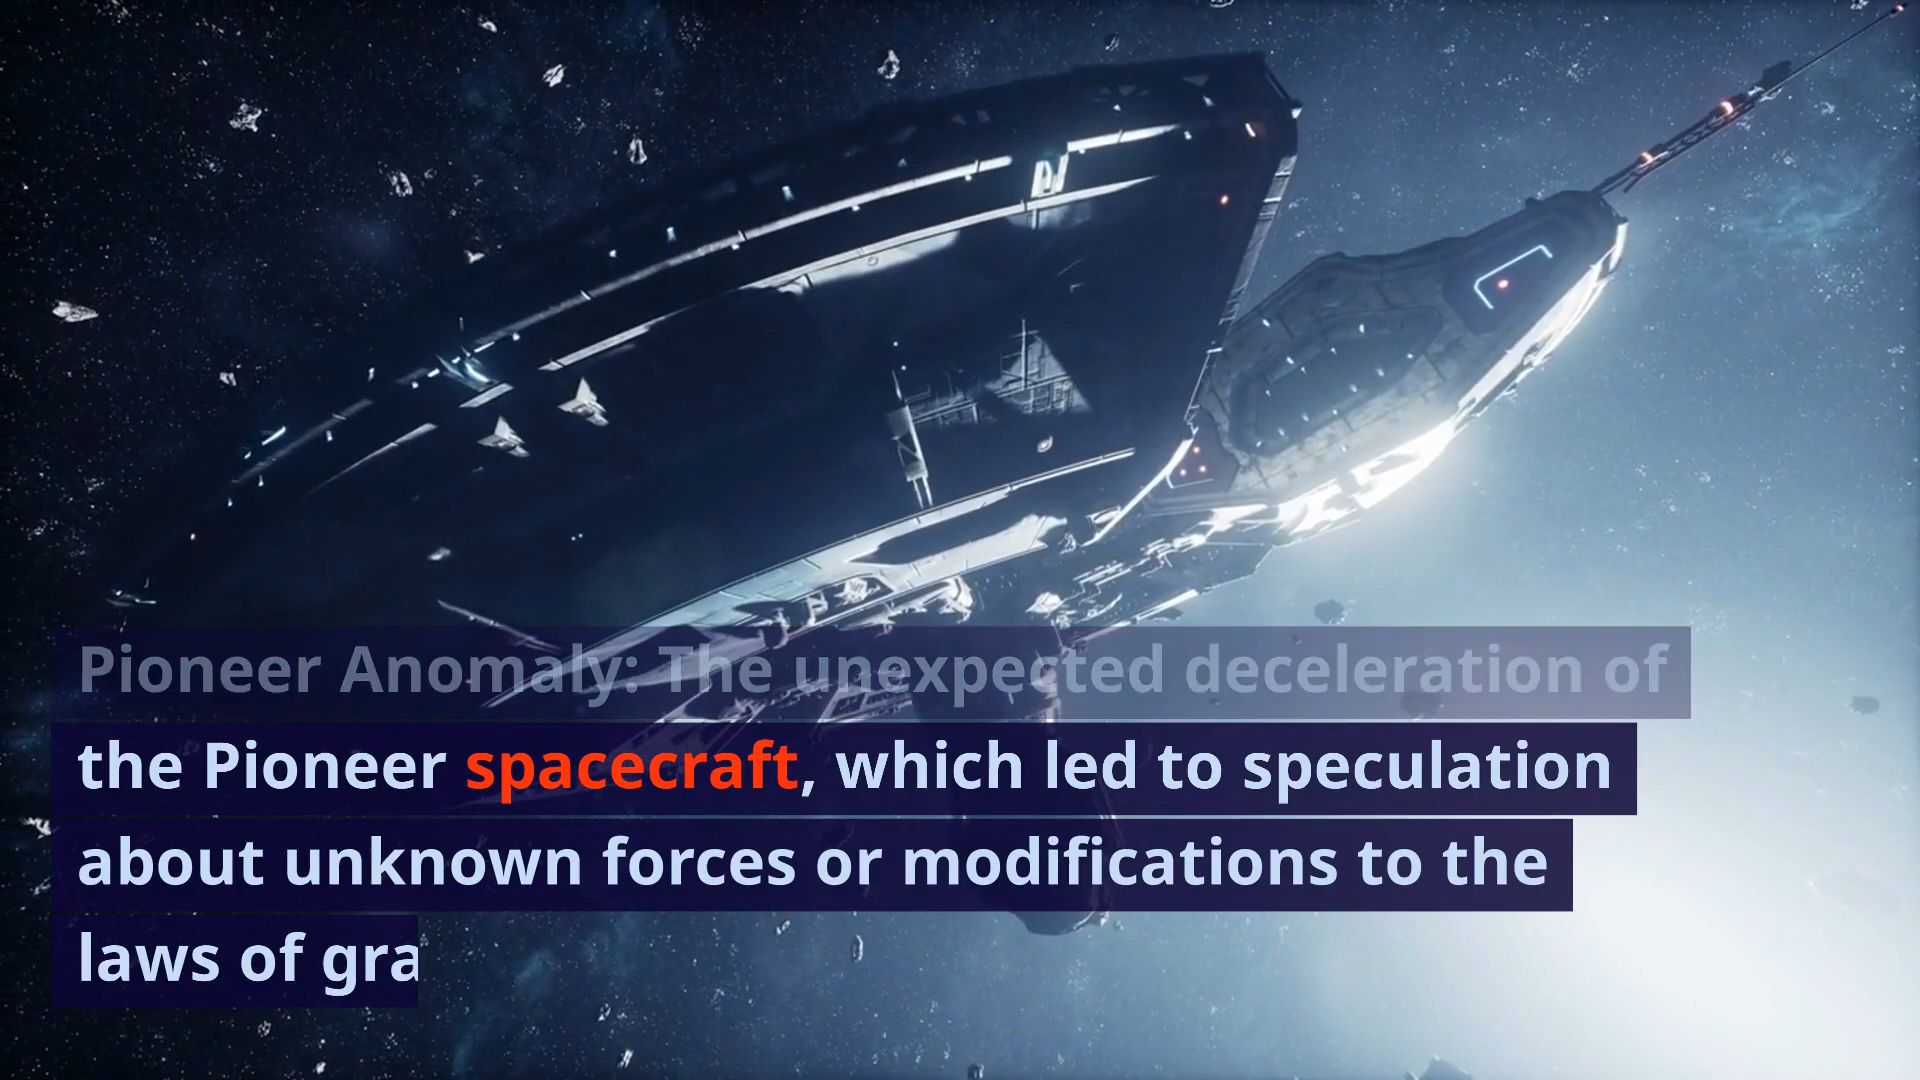 Pioneer Anomaly: The unexpected deceleration of
the Pioneer spacecraft, which led to speculation
about unknown forces or modifications to the
laws of gra